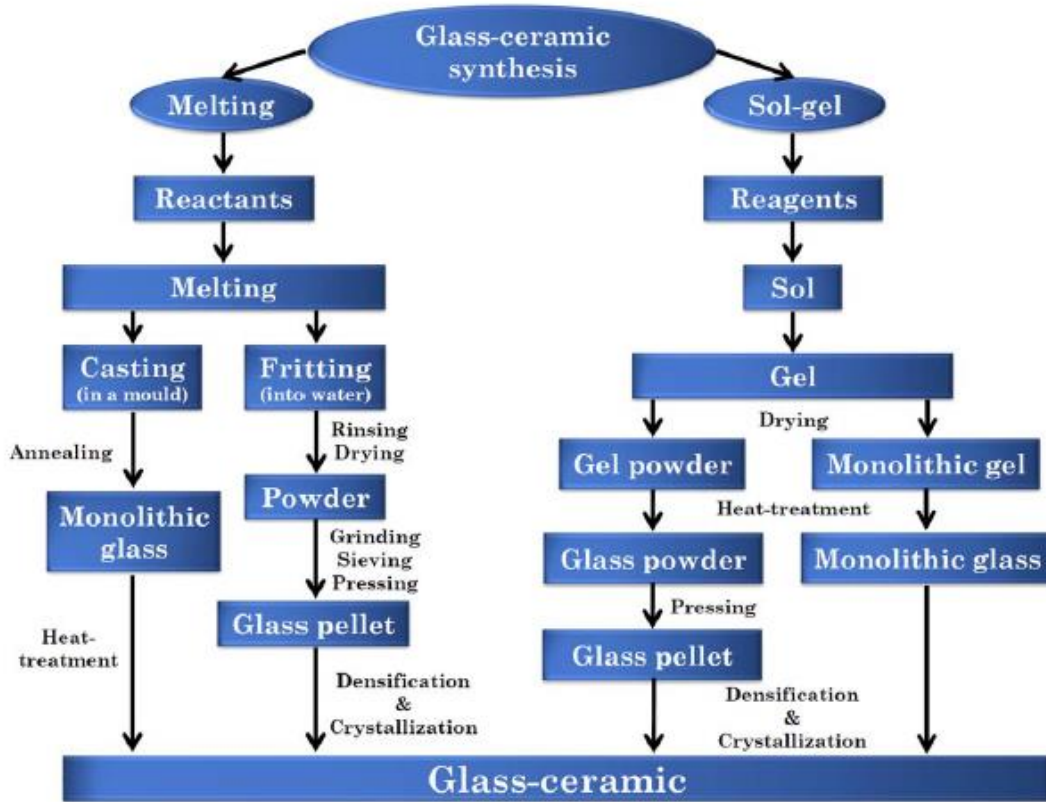 Glass-ceramic
synthesis
Melting
Sol-gel
Reactants
Reagents
Melting
Sol
Casting
(in a mould)
Fritting
(into water)
Gel
Annealing
Rinsing
Drying
Drying
Gel powder
Monolithic gel
Monolithic
glass
Powder
Heat-treatment
Grinding
Sieving
Pressing
Glass powder
Monolithic glass
Glass pellet
Pressing
Heat-
treatment
Glass pellet
Densification
&
Crystallization
Densification
&
Crystallization
Glass-ceramic